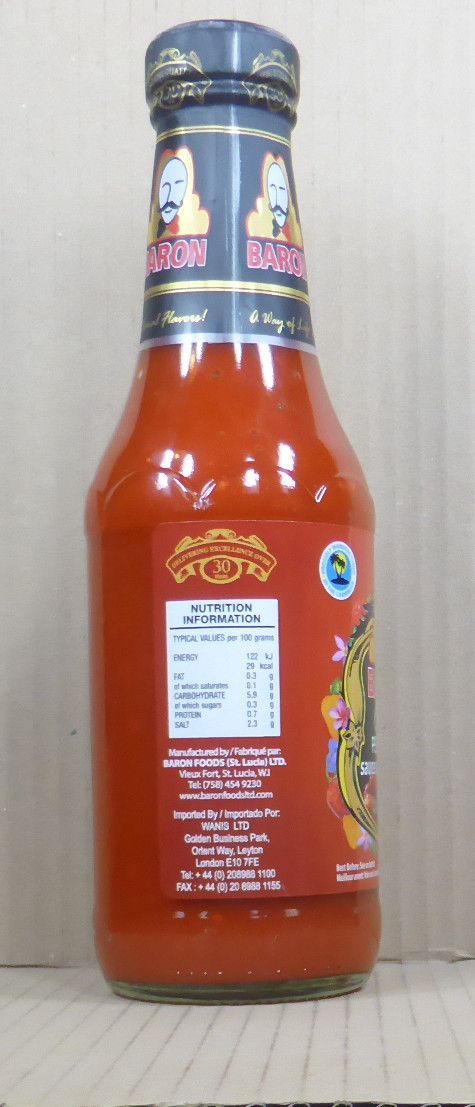 BARON
A Way of
DELIVERING EXCELLENCE OVER
30
Years
NUTRITION
INFORMATION
TYPICAL VALUES per 100 grams
ENERGY 122 kJ
29 kcal
FAT 0.3 g
of which saturates 0.1 g
CARBOHYDRATE 5.9 g
of which sugars 0.3 g
PROTEIN 0.7 g
SALT 2.3 g
Manufactured by / Fabriqué par:
BARON FOODS (St. Lucia) LTD.
Vieux Fort, St. Lucia, W.I
Tel: (758) 454 9230
www.baronfoodsltd.com
Imported By / Importado Por:
WANIS LTD
Golden Business Park,
Orient Way, Leyton
London E10 7FE
Tel: + 44 (0) 208988 1100
FAX : + 44 (0) 20 8988 1155
Best Before: